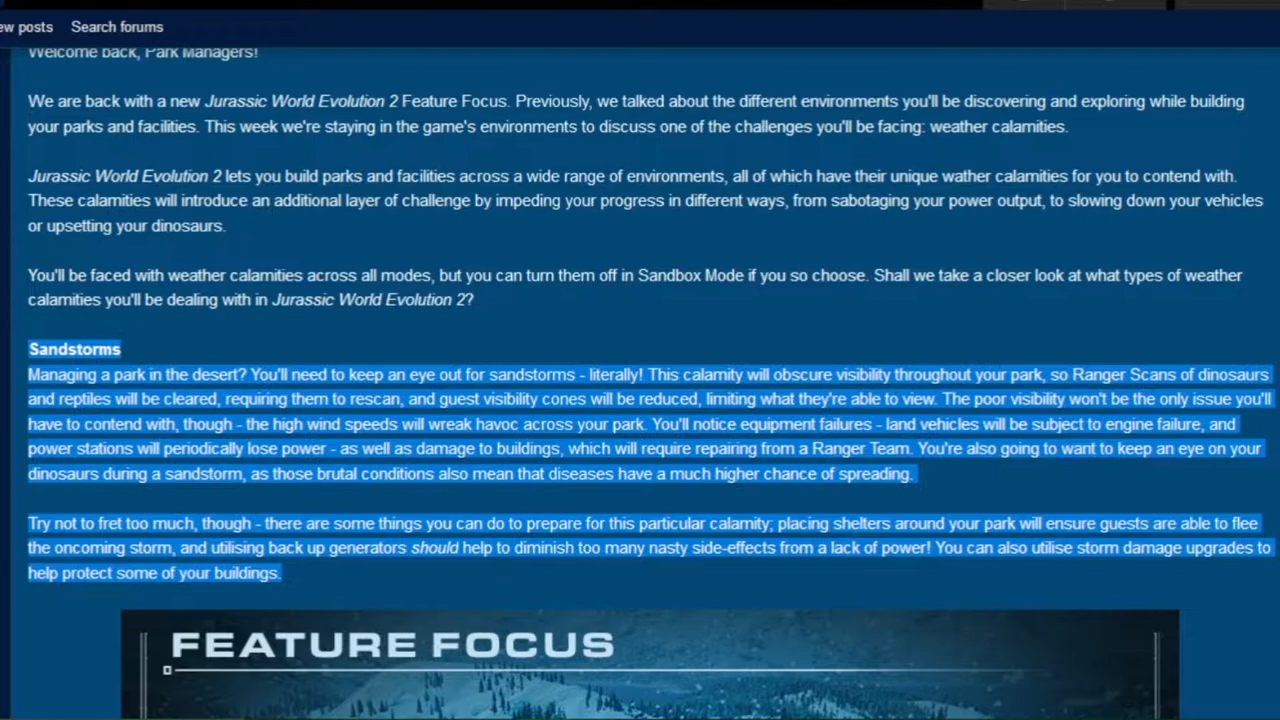 ew posts Search forums
Welcome back, Park Managers!
We are back with a new Jurassic World Evolution 2 Feature Focus. Previously, we talked about the different environments you'll be discovering and exploring while building
your parks and facilities. This week we're staying in the game's environments to discuss one of the challenges you'll be facing: weather calamities.
Jurassic World Evolution 2 lets you build parks and facilities across a wide range of environments, all of which have their unique wather calamities for you to contend with.
These calamities will introduce an additional layer of challenge by impeding your progress in different ways, from sabotaging your power output, to slowing down your vehicles
or upsetting your dinosaurs.
You'll be faced with weather calamities across all modes, but you can turn them off in Sandbox Mode if you so choose. Shall we take a closer look at what types of weather
calamities you'll be dealing with in Jurassic World Evolution 2?
Sandstorms
Managing a park in the desert? You'll need to keep an eye out for sandstorms - literally! This calamity will obscure visibility throughout your park, so Ranger Scans of dinosaurs
and reptiles will be cleared, requiring them to rescan, and guest visibility cones will be reduced, limiting what they're able to view. The poor visibility won't be the only issue you'll
have to contend with, though - the high wind speeds will wreak havoc across your park. You'll notice equipment failures - land vehicles will be subject to engine failure, and
power stations will periodically lose power - as well as damage to buildings, which will require repairing from a Ranger Team. You're also going to want to keep an eye on your
dinosaurs during a sandstorm, as those brutal conditions also mean that diseases have a much higher chance of spreading.
Try not to fret too much, though - there are some things you can do to prepare for this particular calamity; placing shelters around your park will ensure guests are able to flee
the oncoming storm, and utilising back up generators should help to diminish too many nasty side-effects from a lack of power! You can also utilise storm damage upgrades to
help protect some of your buildings.
FEATURE FOCUS